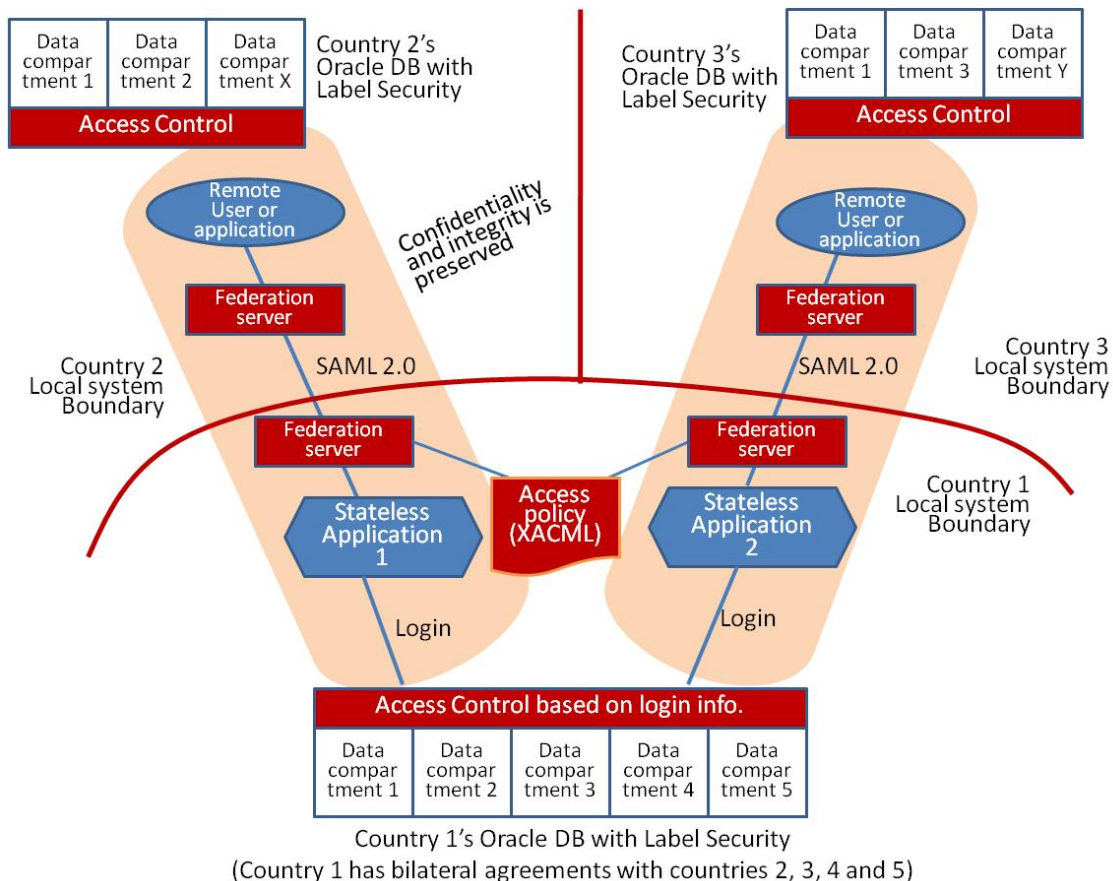 Data
compar
tment 1
Data
compar
tment 2
Data
compar
tment X
Access Control
Country 2’s
Oracle DB with
Label Security
Country 3’s
Oracle DB with
Label Security
Data
compar
tment 1
Data
compar
tment 3
Data
compar
tment Y
Access Control
Remote
User or
application
Confidentiality
and integrity is
preserved
Remote
User or
application
Federation
server
Federation
server
Country 2
Local system
Boundary
SAML 2.0
SAML 2.0
Country 3
Local system
Boundary
Federation
server
Federation
server
Access
policy
(XACML)
Country 1
Local system
Boundary
Stateless
Application
1
Stateless
Application
2
Login
Login
Access Control based on login info.
Data
compar
tment 1
Data
compar
tment 2
Data
compar
tment 3
Data
compar
tment 4
Data
compar
tment 5
Country 1’s Oracle DB with Label Security
(Country 1 has bilateral agreements with countries 2, 3, 4 and 5)